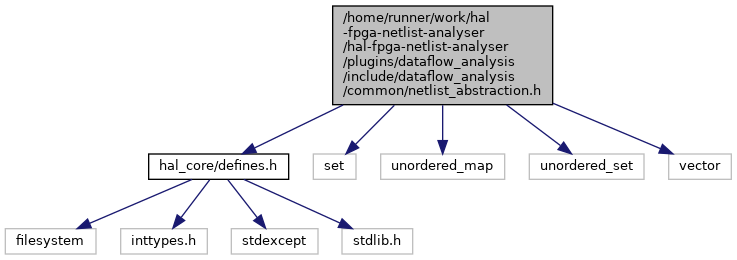 /home/runner/work/hal
-fpga-netlist-analyser
/hal-fpga-netlist-analyser
/plugins/dataflow_analysis
/include/dataflow_analysis
/common/netlist_abstraction.h
hal_core/defines.h
set
unordered_map
unordered_set
vector
filesystem
inttypes.h
stdexcept
stdlib.h